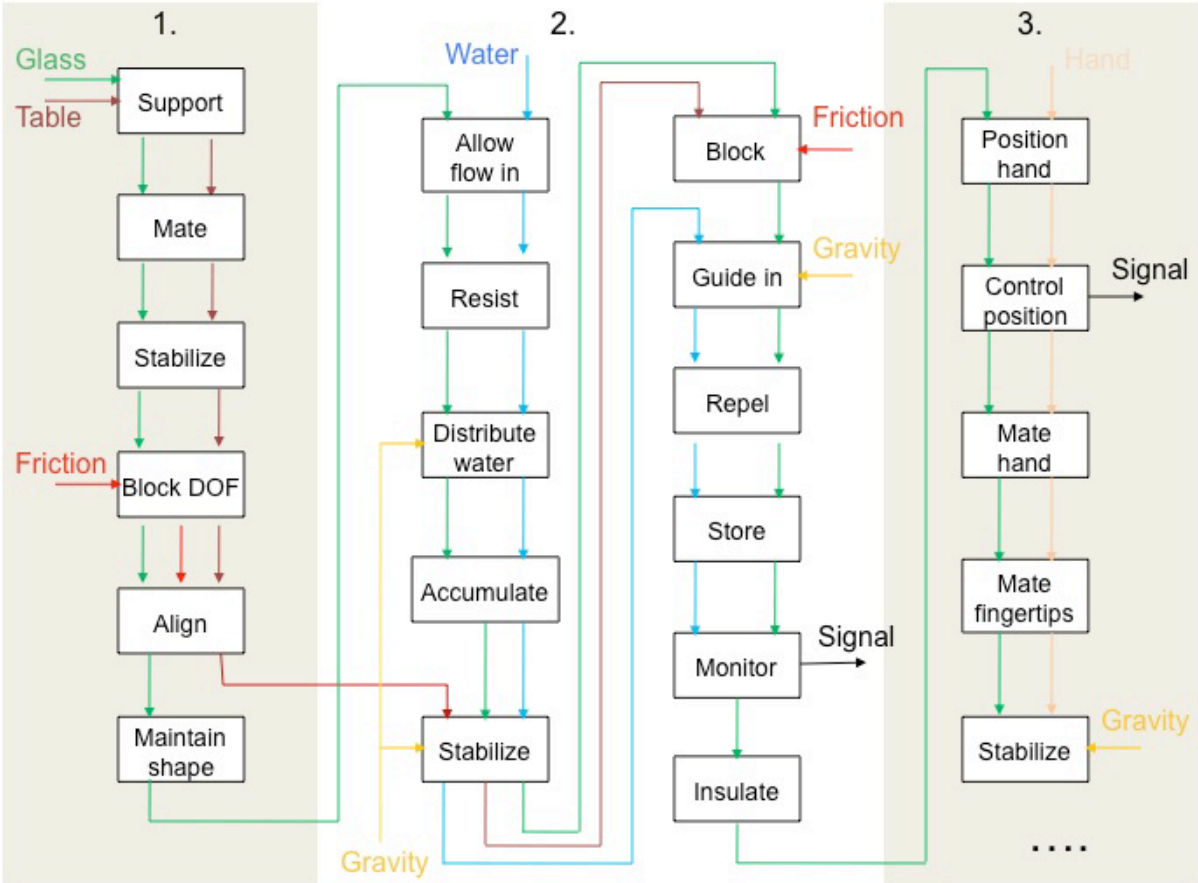 1.
Glass
Table
Support
Mate
Stabilize
Friction
Block DOF
Align
Maintain
shape
2.
Water
Allow
flow in
Resist
Distribute
water
Accumulate
Stabilize
Gravity
Block
Friction
Guide in
Gravity
Repel
Store
Monitor
Signal
Insulate
3.
Hand
Position
hand
Control
position
Signal
Mate
hand
Mate
fingertips
Stabilize
Gravity
....